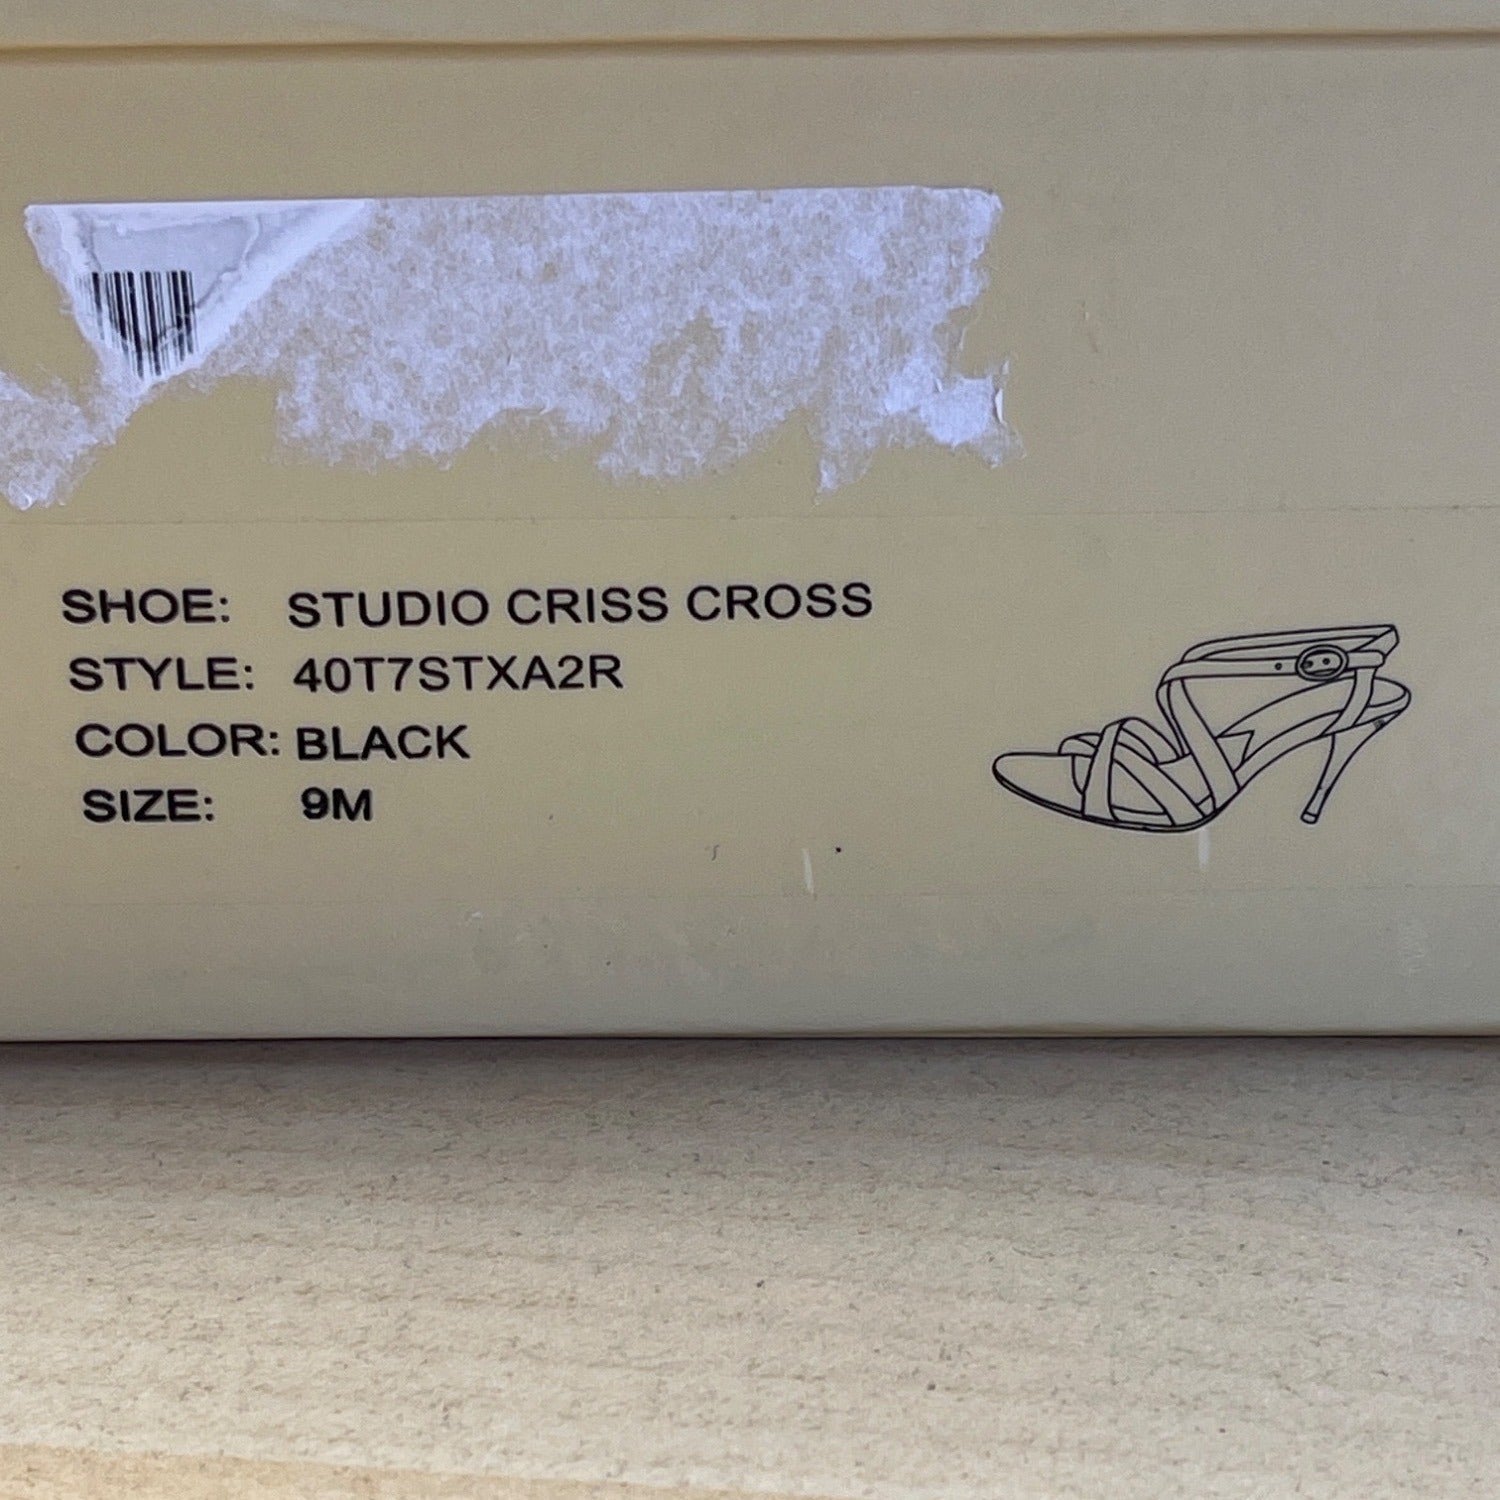 SHOE: STUDIO CRISS CROSS
STYLE: 40T7STXA2R
COLOR: BLACK
SIZE: 9M